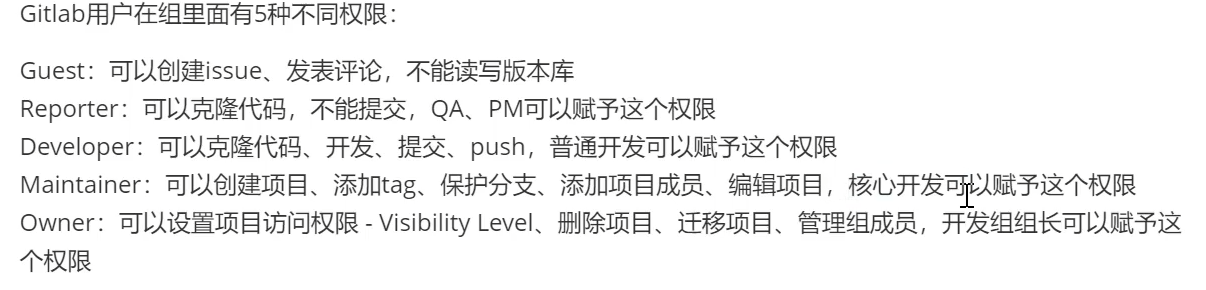 Gitlab用户在组里面有5种不同权限：
Guest：可以创建issue、发表评论，不能读写版本库
Reporter：可以克隆代码，不能提交，QA、PM可以赋予这个权限
Developer：可以克隆代码、开发、提交、push，普通开发可以赋予这个权限
Maintainer：可以创建项目、添加tag、保护分支、添加项目成员、编辑项目，核心开发可以赋予这个权限
Owner：可以设置项目访问权限 - Visibility Level、删除项目、迁移项目、管理组成员，开发组组长可以赋予这
个权限